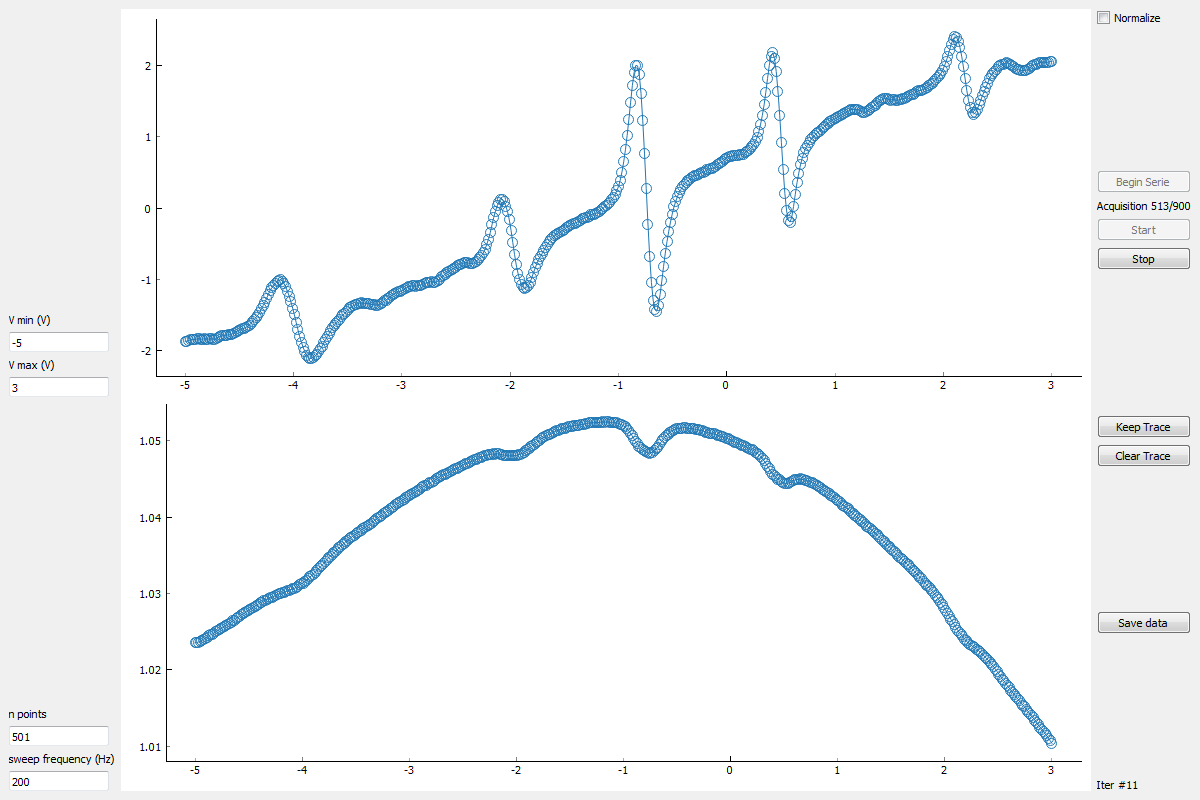 Normalize
2
1
0
-1
-2
-5
-4
-3
-2
-1
0
1
2
3
Begin Serie
Acquisition 513/900
Start
Stop
V min (V)
-5
V max (V)
3
1.05
1.04
1.03
1.02
1.01
-5
-4
-3
-2
-1
0
1
2
3
Keep Trace
Clear Trace
Save data
n points
501
sweep frequency (Hz)
200
Iter #11